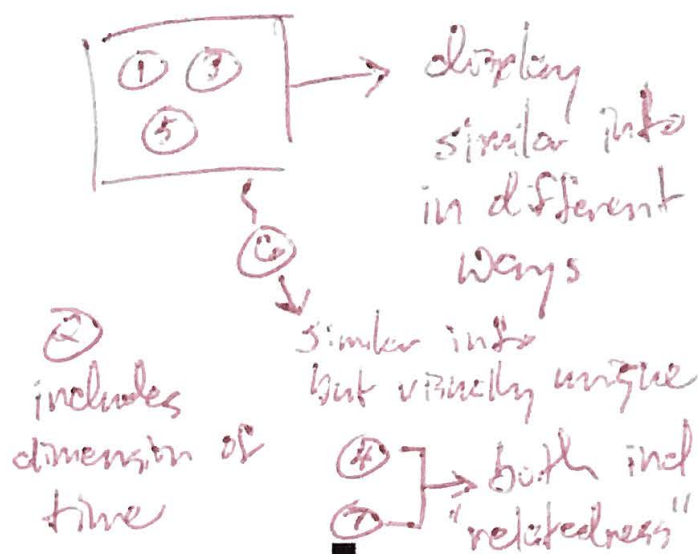 ① ③
⑤
display
similar info
in different
ways
⑥
similar info
but visually unique
②
includes
dimension of
time
④
⑦
both incl
"relatedness"